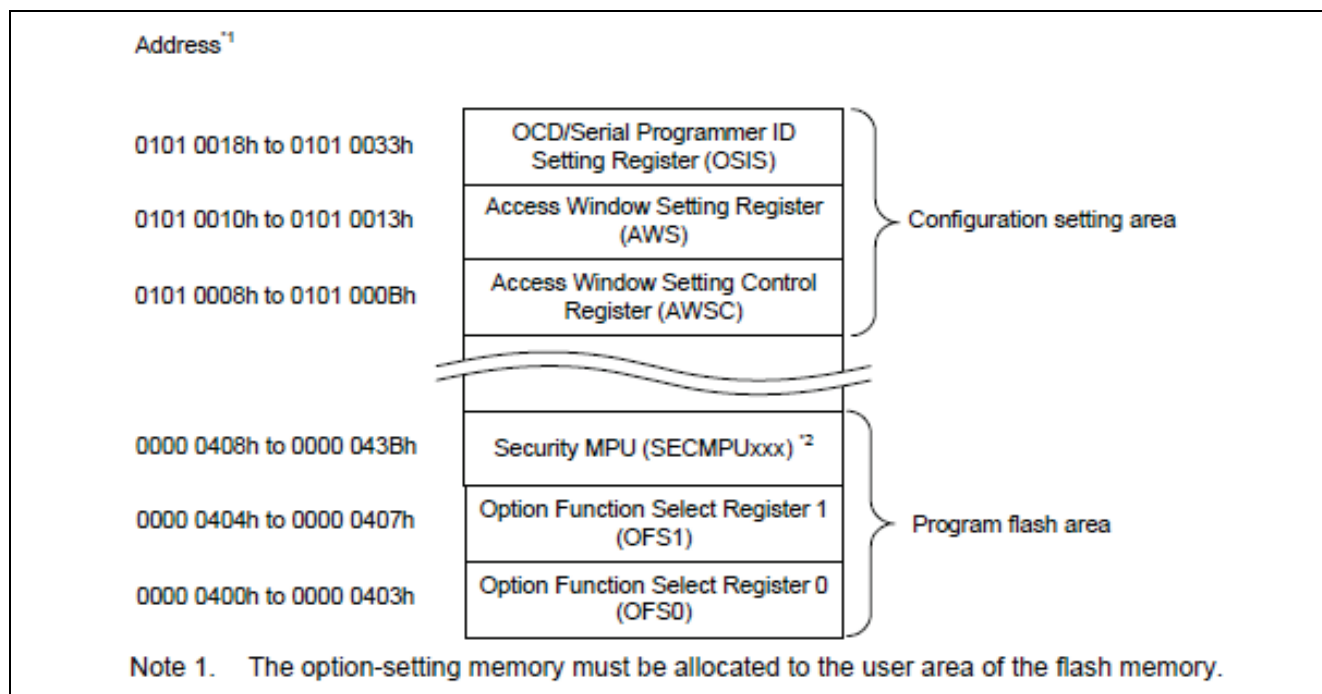 Address*1
0101 0018h to 0101 0033h
OCD/Serial Programmer ID
Setting Register (OSIS)
0101 0010h to 0101 0013h
Access Window Setting Register
(AWS)
Configuration setting area
0101 0008h to 0101 000Bh
Access Window Setting Control
Register (AWSC)
0000 0408h to 0000 043Bh
Security MPU (SECMPUxxx) *2
0000 0404h to 0000 0407h
Option Function Select Register 1
(OFS1)
Program flash area
0000 0400h to 0000 0403h
Option Function Select Register 0
(OFS0)
Note 1. The option-setting memory must be allocated to the user area of the flash memory.